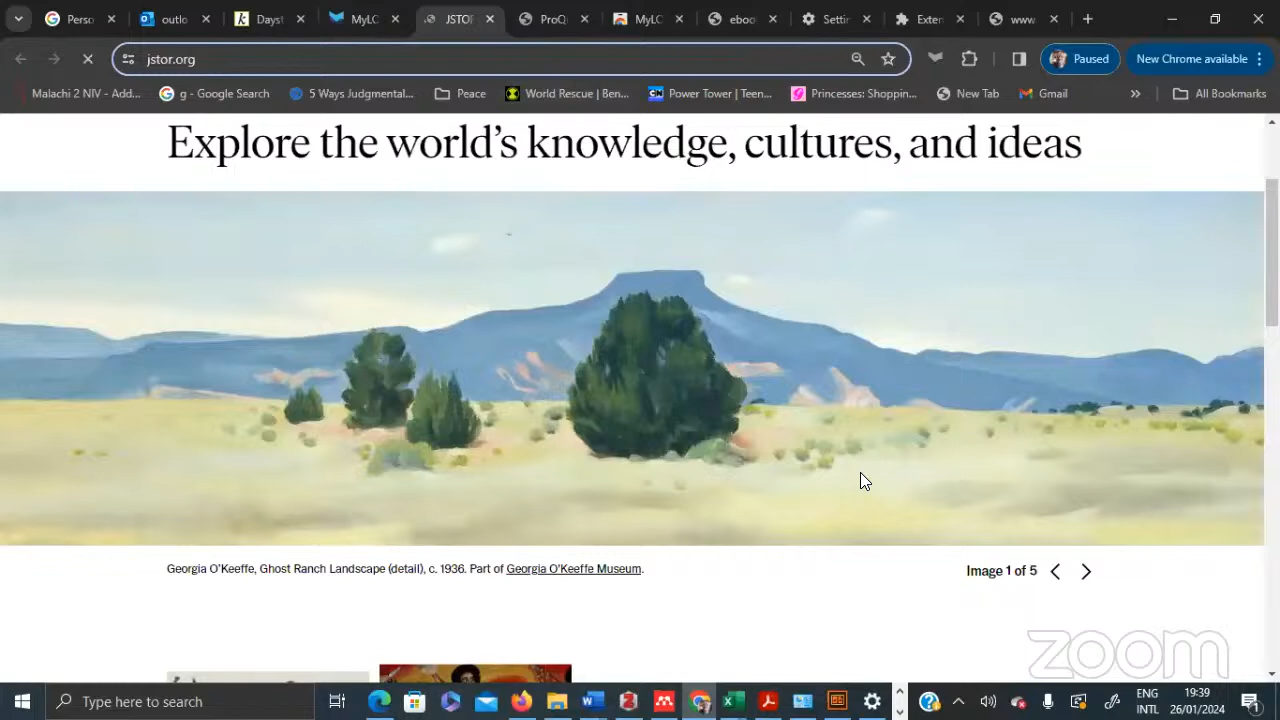 Perso
outlo
Dayst
MyLC
JSTOR
ProQ
MyLC
eboo
Settin
Exten
www
jstor.org
Paused
New Chrome available
Malachi 2 NIV - Add...
g - Google Search
5 Ways Judgmental...
Peace
World Rescue | Ben...
Power Tower | Teen...
Princesses: Shoppin...
New Tab
Gmail
All Bookmarks
Explore the world's knowledge, cultures, and ideas
Georgia O'Keeffe, Ghost Ranch Landscape (detail), c. 1936. Part of Georgia O'Keeffe Museum.
Image 1 of 5
zoom
Type here to search
ENG
INTL
19:39
26/01/2024